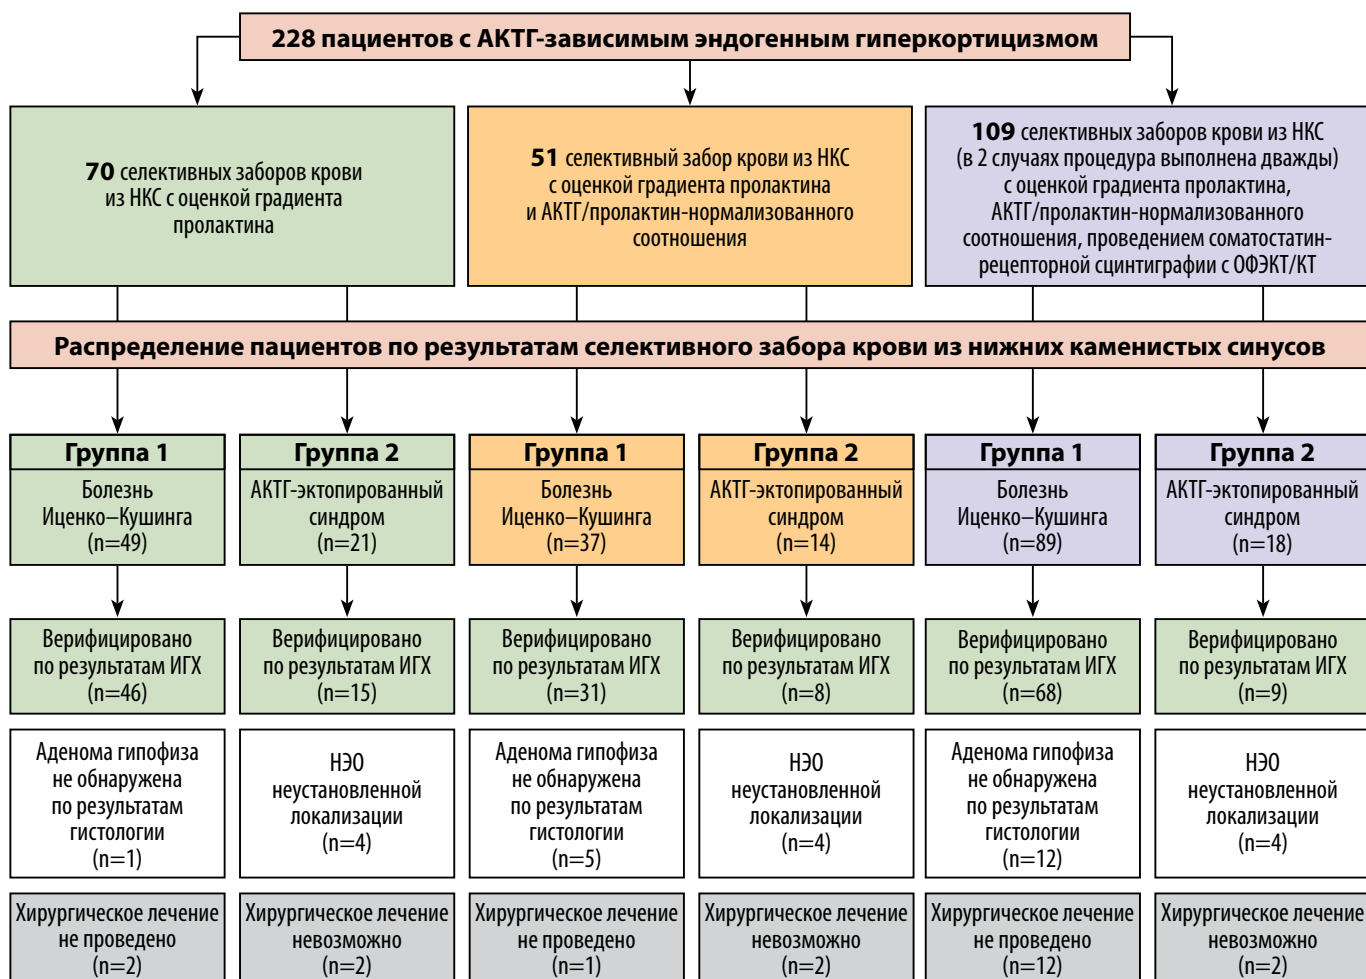 228 пациентов с АКТГ-зависимым эндогенным гиперкортицизмом
70 селективных заборов крови
из НКС с оценкой градиента
пролактина
51 селективный забор крови из НКС
с оценкой градиента пролактина
и АКТГ/пролактин-нормализованного
соотношения
109 селективных заборов крови из НКС
(в 2 случаях процедура выполнена дважды)
с оценкой градиента пролактина,
АКТГ/пролактин-нормализованного
соотношения, проведением соматостатин-
рецепторной сцинтиграфии с ОФЭКТ/КТ
Распределение пациентов по результатам селективного забора крови из нижних каменистых синусов
Группа 1
Болезнь
Иценко–Кушинга
(n=49)
Группа 2
АКТГ-эктопированный
синдром
(n=21)
Группа 1
Болезнь
Иценко–Кушинга
(n=37)
Группа 2
АКТГ-эктопированный
синдром
(n=14)
Группа 1
Болезнь
Иценко–Кушинга
(n=89)
Группа 2
АКТГ-эктопированный
синдром
(n=18)
Верифицировано
по результатам ИГХ
(n=46)
Верифицировано
по результатам ИГХ
(n=15)
Верифицировано
по результатам ИГХ
(n=31)
Верифицировано
по результатам ИГХ
(n=8)
Верифицировано
по результатам ИГХ
(n=68)
Верифицировано
по результатам ИГХ
(n=9)
Аденома гипофиза
не обнаружена
по результатам
гистологии
(n=1)
НЭО
неустановленной
локализации
(n=4)
Аденома гипофиза
не обнаружена
по результатам
гистологии
(n=5)
НЭО
неустановленной
локализации
(n=4)
Аденома гипофиза
не обнаружена
по результатам
гистологии
(n=12)
НЭО
неустановленной
локализации
(n=4)
Хирургическое лечение
не проведено
(n=2)
Хирургическое лечение
невозможно
(n=2)
Хирургическое лечение
не проведено
(n=1)
Хирургическое лечение
невозможно
(n=2)
Хирургическое лечение
не проведено
(n=12)
Хирургическое лечение
невозможно
(n=2)